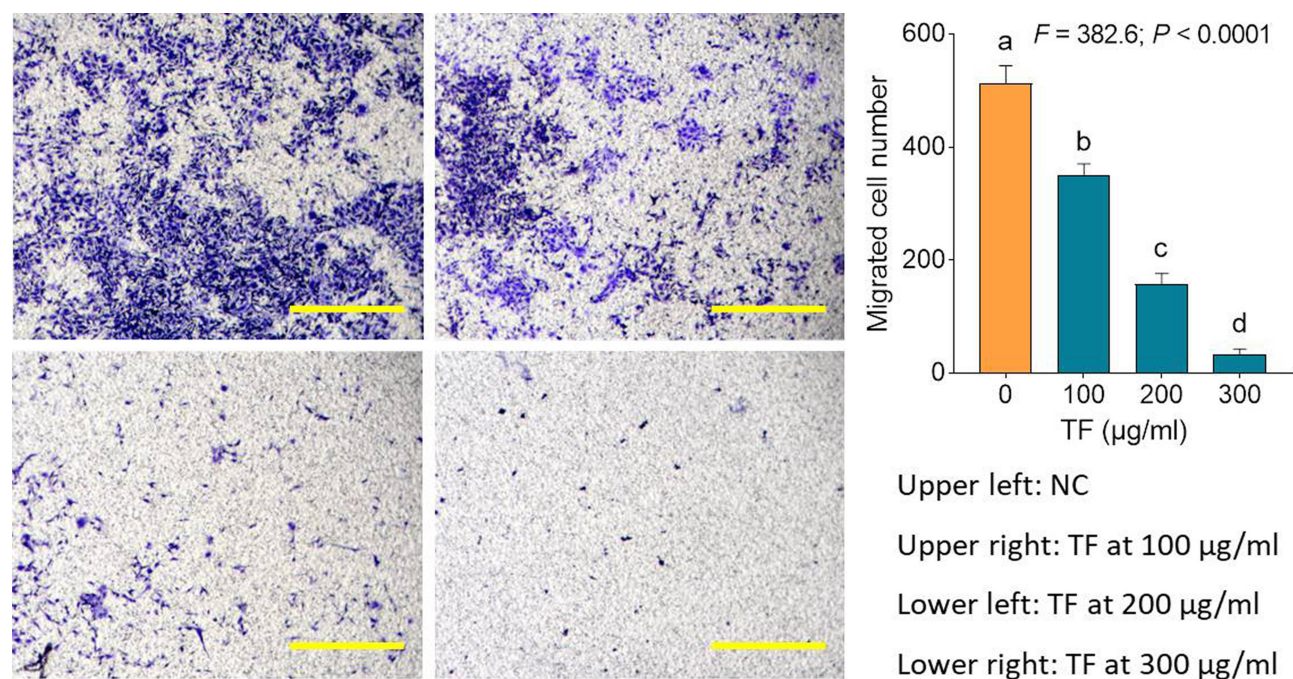 F = 382.6; P < 0.0001
a
b
c
d
600
400
200
0
Migrated cell number
0 100 200 300
TF (µg/ml)
Upper left: NC
Upper right: TF at 100 µg/ml
Lower left: TF at 200 µg/ml
Lower right: TF at 300 µg/ml